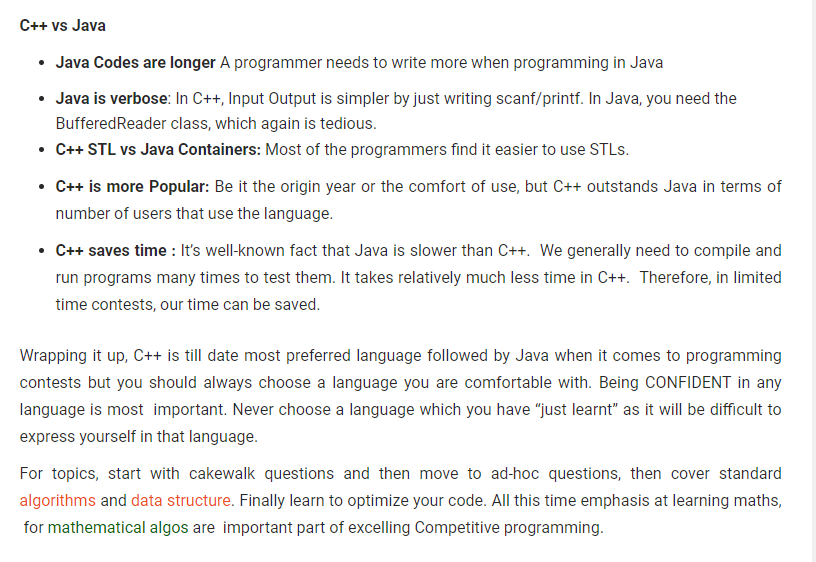 C++ vs Java
• Java Codes are longer A programmer needs to write more when programming in Java
• Java is verbose: In C++, Input Output is simpler by just writing scanf/printf. In Java, you need the
BufferedReader class, which again is tedious.
• C++ STL vs Java Containers: Most of the programmers find it easier to use STLs.
• C++ is more Popular: Be it the origin year or the comfort of use, but C++ outstands Java in terms of
number of users that use the language.
• C++ saves time : It’s well-known fact that Java is slower than C++.  We generally need to compile and
run programs many times to test them. It takes relatively much less time in C++.  Therefore, in limited
time contests, our time can be saved.
Wrapping it up, C++ is till date most preferred language followed by Java when it comes to programming
contests but you should always choose a language you are comfortable with. Being CONFIDENT in any
language is most  important. Never choose a language which you have “just learnt” as it will be difficult to
express yourself in that language.
For topics, start with cakewalk questions and then move to ad-hoc questions, then cover standard
algorithms and data structure. Finally learn to optimize your code. All this time emphasis at learning maths,
for mathematical algos are  important part of excelling Competitive programming.